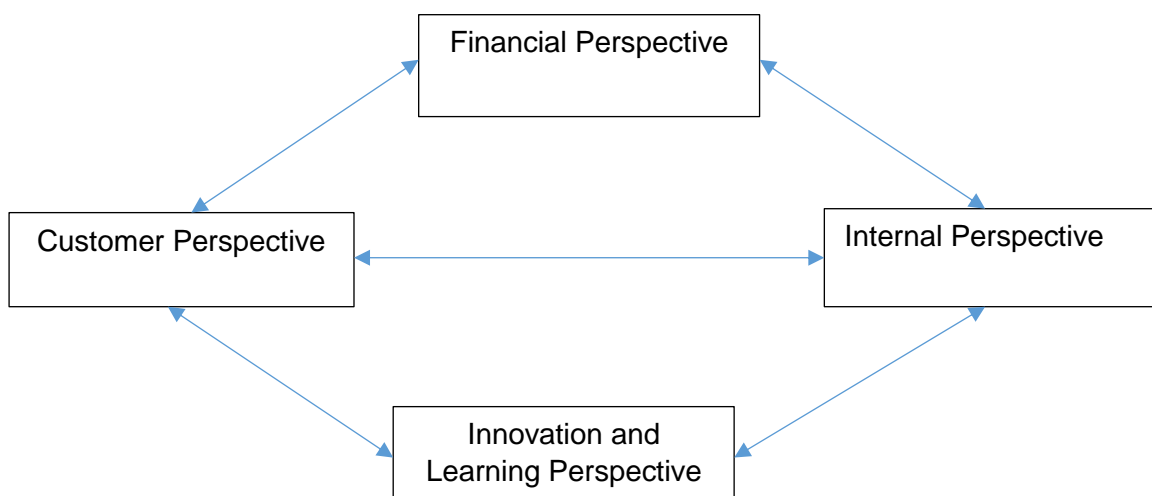 Financial Perspective
Customer Perspective
Internal Perspective
Innovation and
Learning Perspective